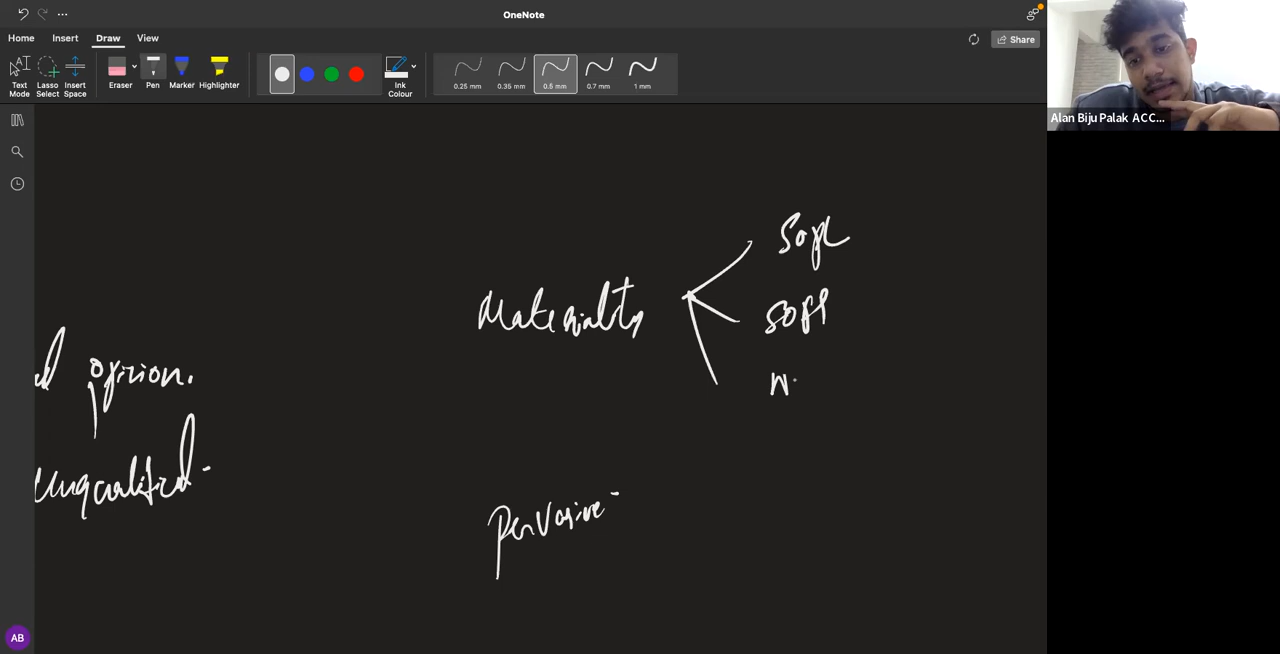 OneNote
Home Insert Draw View
Share
Text Mode
Lasso Select
Insert Space
Eraser
Pen
Marker
Highlighter
Ink Colour
0.25 mm
0.35 mm
0.5 mm
0.7 mm
1 mm
Alan Biju Palak ACC...
opinion.
unqualified.
Materiality
SOPL
SOFP
N
pervasive
AB